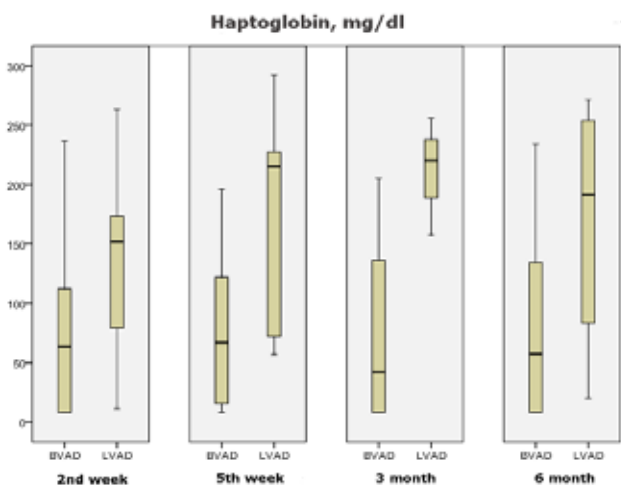 Haptoglobin, mg/dl
300
250
200
150
100
50
0
BVAD LVAD BVAD LVAD BVAD LVAD BVAD LVAD
2nd week 5th week 3 month 6 month